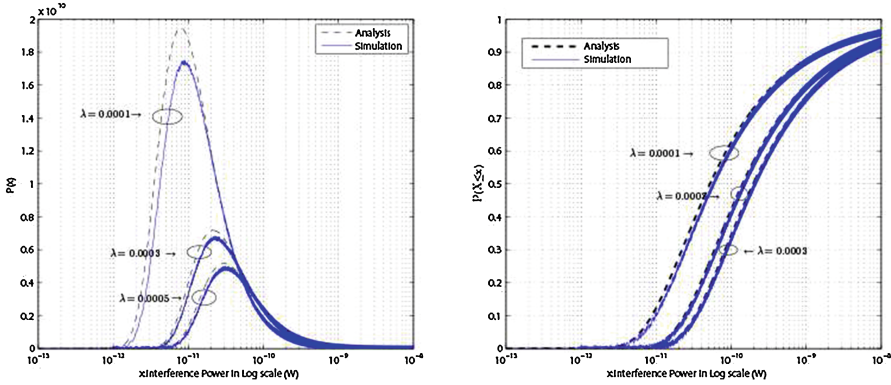 2 x 10^10
1.8
1.6
1.4
1.2
1
0.8
0.6
0.4
0.2
0
P(x)
Analysis
Simulation
λ = 0.0001→
λ = 0.0003 →
λ = 0.0005→
10^-13 10^-12 10^-11 10^-10 10^-9 10^-8
x:Interference Power In Log scale (W)
1
0.9
0.8
0.7
0.6
0.5
0.4
0.3
0.2
0.1
0
P(X≤x)
Analysis
Simulation
λ = 0.0001 →
λ = 0.0002 →
← λ = 0.0003
10^-13 10^-12 10^-11 10^-10 10^-9 10^-8
x:Interference Power In Log scale (W)